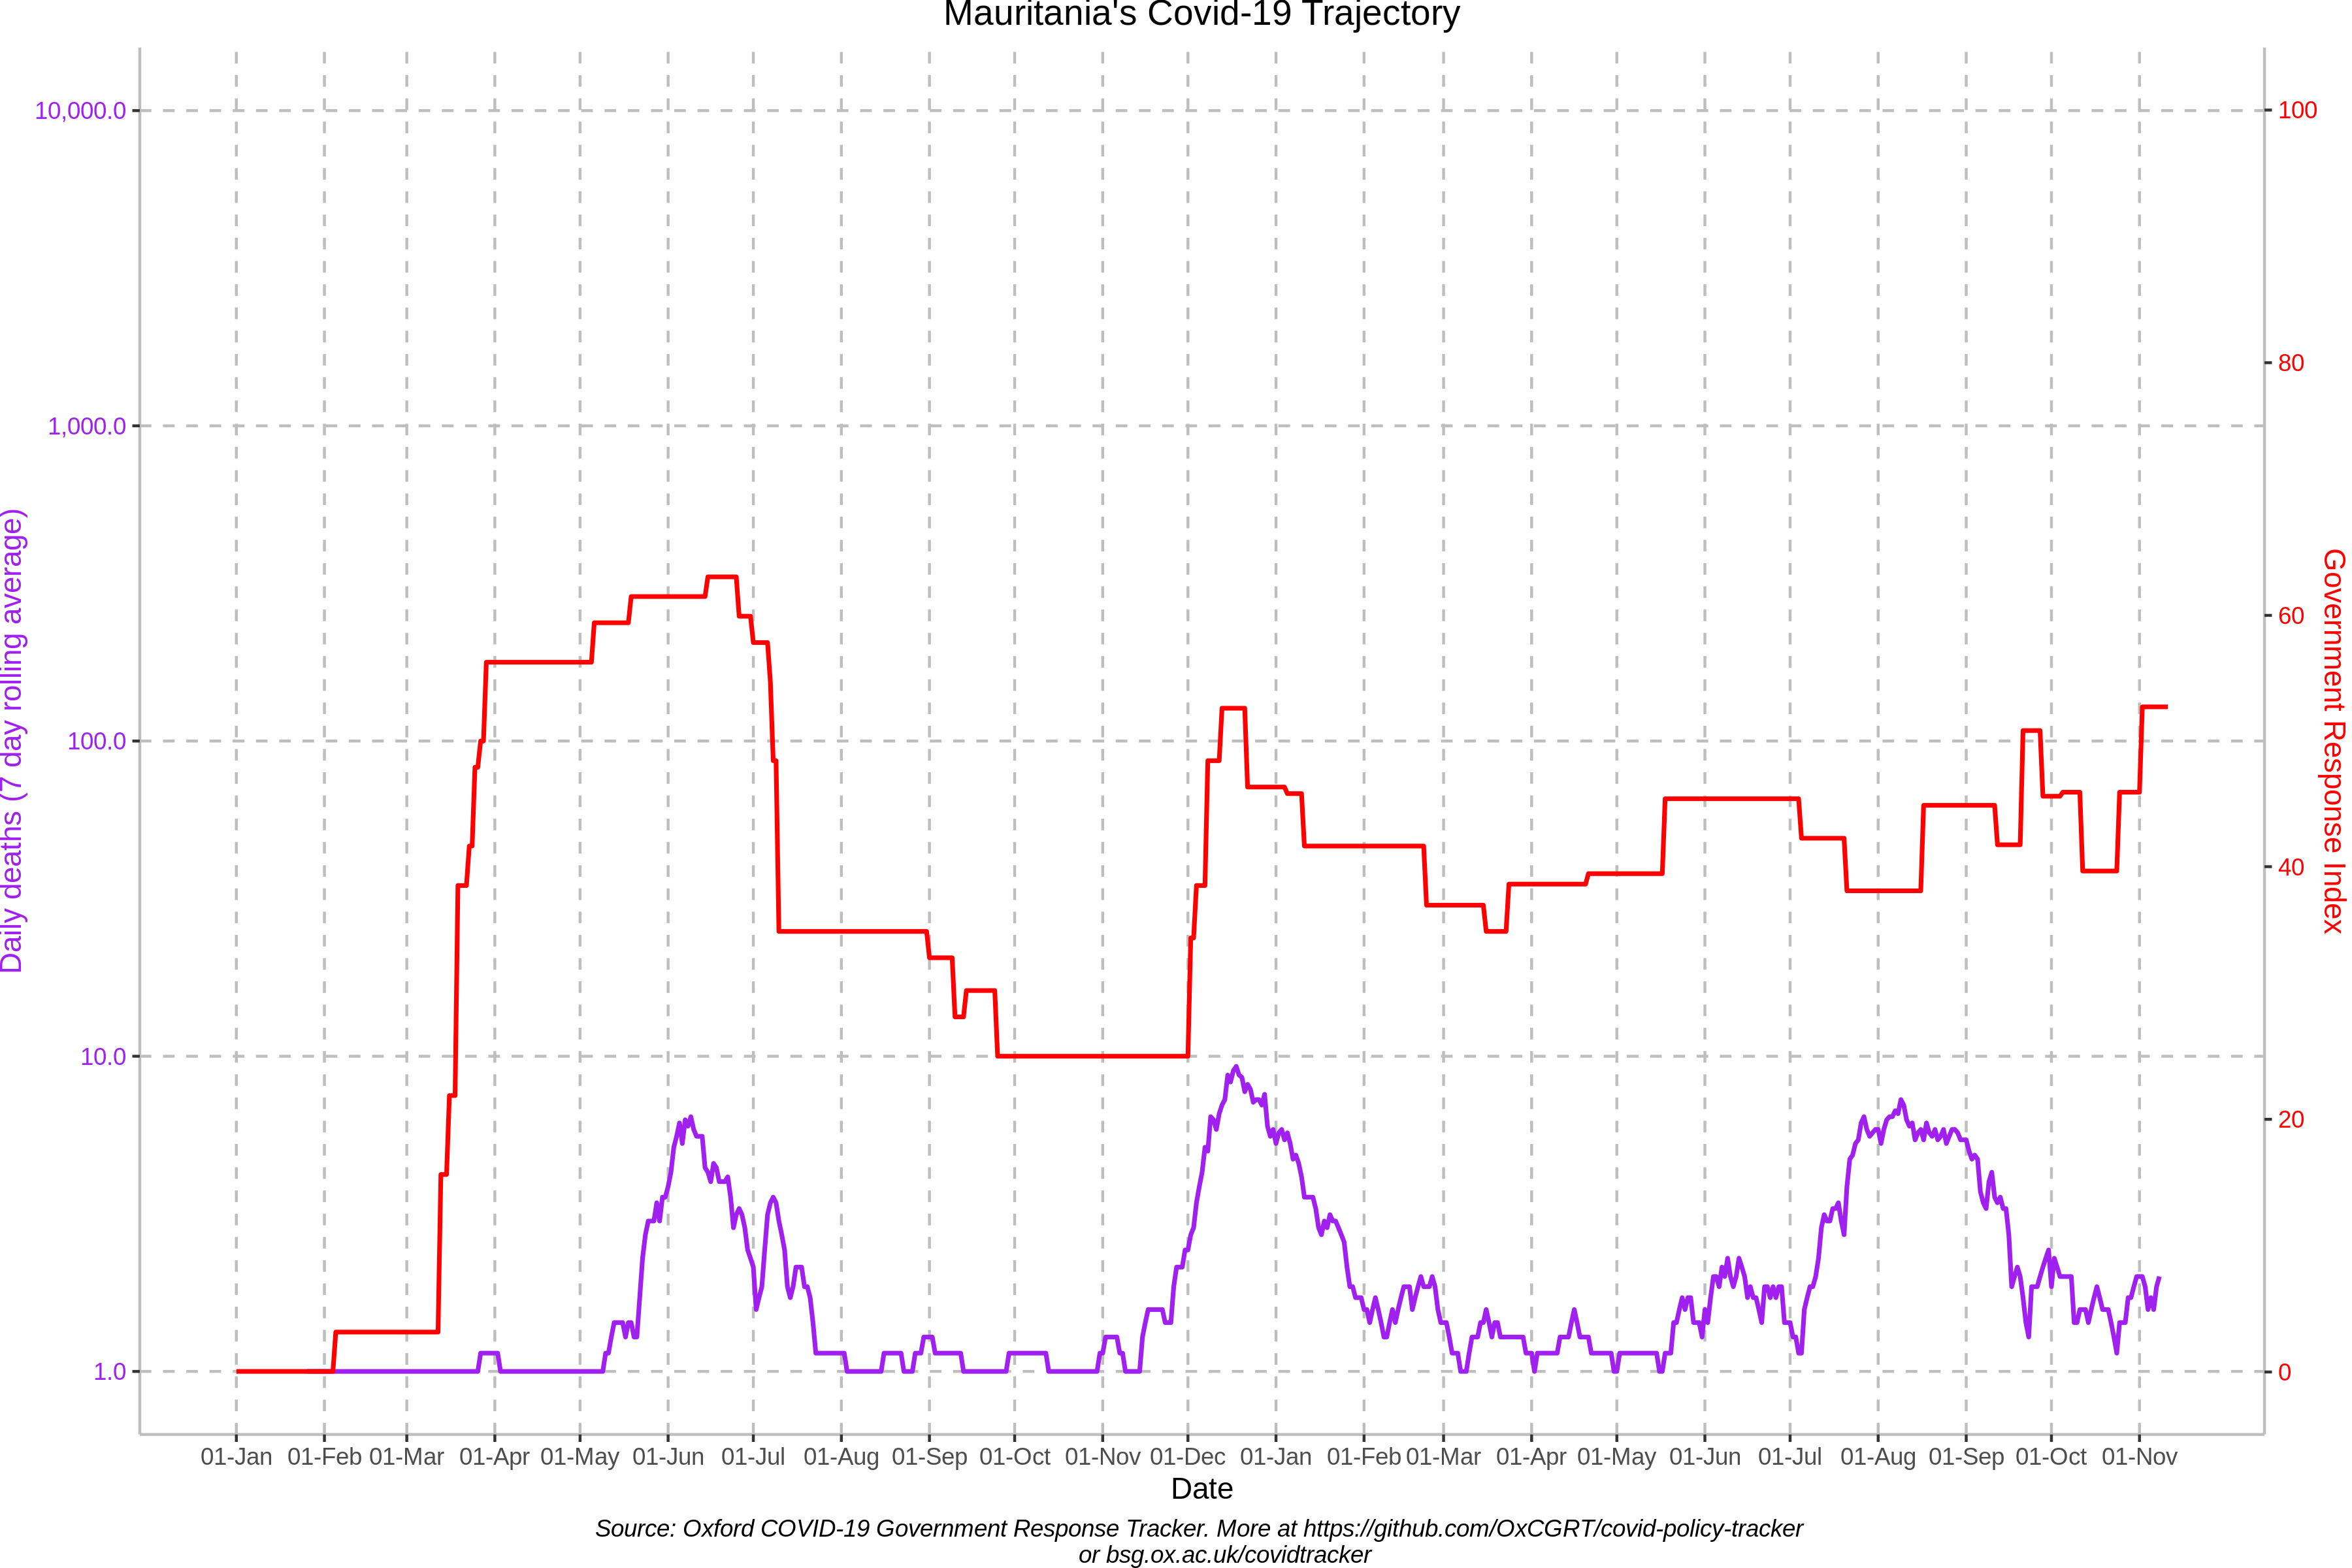 Mauritania's Covid-19 Trajectory
10,000.0
1,000.0
100.0
10.0
1.0
Daily deaths (7 day rolling average)
100
80
60
40
20
0
Government Response Index
01-Jan 01-Feb 01-Mar 01-Apr 01-May 01-Jun 01-Jul 01-Aug 01-Sep 01-Oct 01-Nov 01-Dec 01-Jan 01-Feb 01-Mar 01-Apr 01-May 01-Jun 01-Jul 01-Aug 01-Sep 01-Oct 01-Nov
Date
Source: Oxford COVID-19 Government Response Tracker. More at https://github.com/OxCGRT/covid-policy-tracker
or bsg.ox.ac.uk/covidtracker